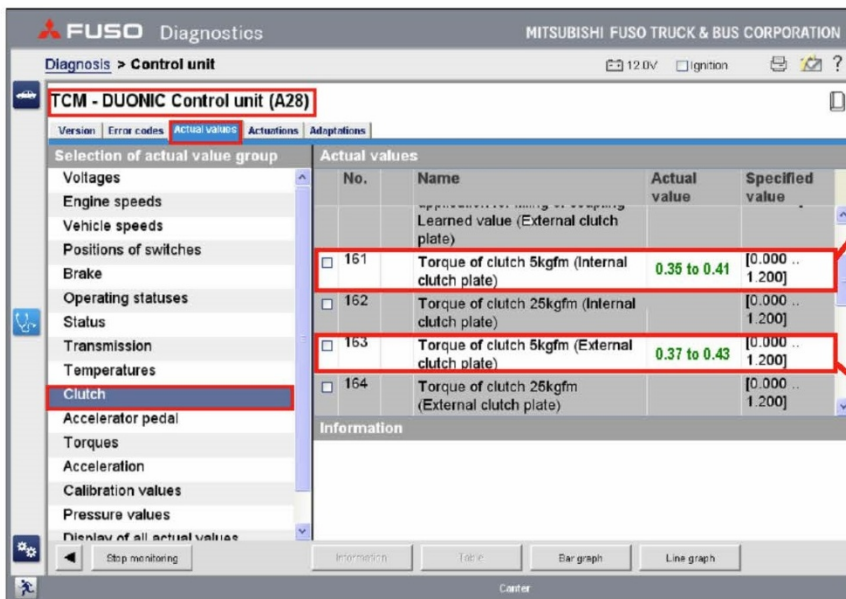 FUSO Diagnostics
MITSUBISHI FUSO TRUCK & BUS CORPORATION
Diagnosis > Control unit
12.0V
Ignition
?
TCM - DUONIC Control unit (A28)
Version
Error codes
Actual values
Actuations
Adaptations
Selection of actual value group
Voltages
Engine speeds
Vehicle speeds
Positions of switches
Brake
Operating statuses
Status
Transmission
Temperatures
Clutch
Accelerator pedal
Torques
Acceleration
Calibration values
Pressure values
Display of all actual values
Actual values
No. Name Actual Specified
value value
Learned value (External clutch
plate)
161 Torque of clutch 5kgfm (Internal 0.35 to 0.41 [0.000 ..
clutch plate) 1.200]
162 Torque of clutch 25kgfm (Internal [0.000 ..
clutch plate) 1.200]
163 Torque of clutch 5kgfm (External 0.37 to 0.43 [0.000 ..
clutch plate) 1.200]
164 Torque of clutch 25kgfm [0.000 ..
(External clutch plate) 1.200]
Information
Stop monitoring
Information
Table
Bar graph
Line graph
Canter